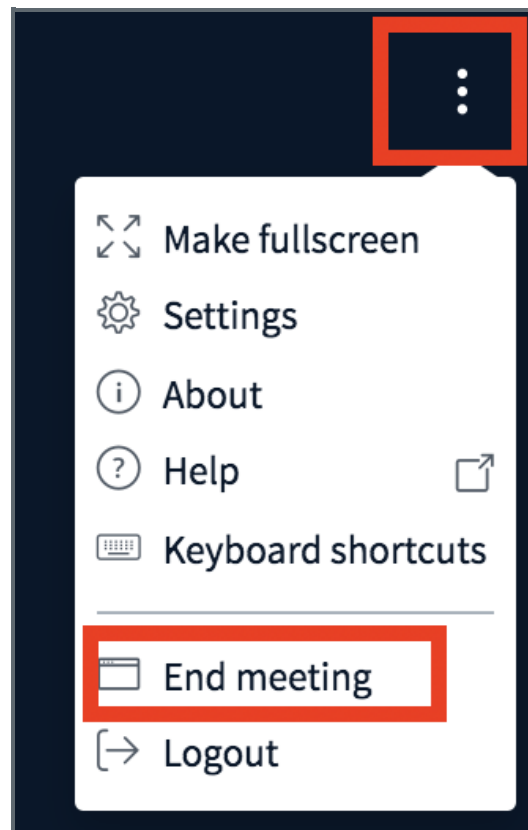 Make fullscreen
Settings
About
Help
Keyboard shortcuts
End meeting
Logout